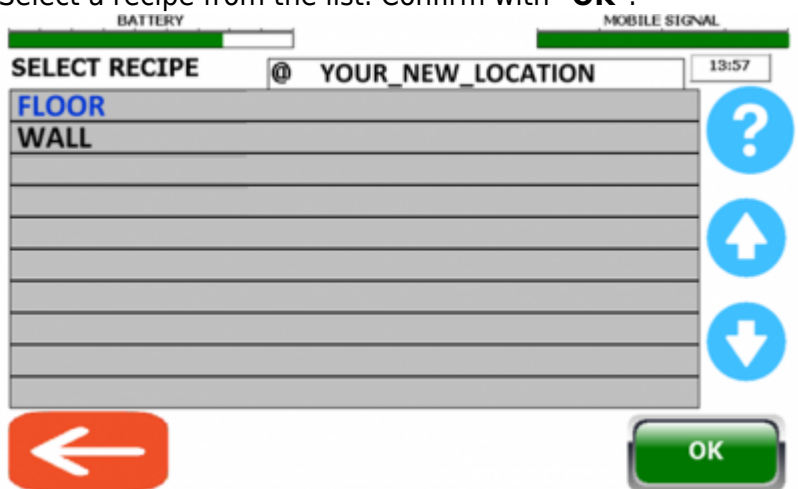 Select a recipe from the list. Confirm with "OK".
BATTERY
MOBILE SIGNAL
SELECT RECIPE
@ YOUR_NEW_LOCATION
13:57
FLOOR
WALL
?
OK